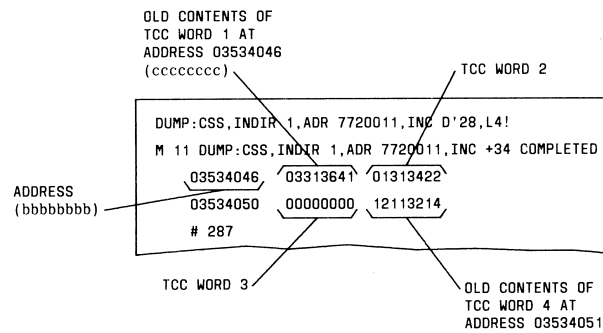 OLD CONTENTS OF
TCC WORD 1 AT
ADDRESS 03534046
(cccccccc)
TCC WORD 2
DUMP:CSS,INDIR 1,ADR 7720011,INC D'28,L4!
M 11 DUMP:CSS,INDIR 1,ADR 7720011,INC +34 COMPLETED
03534046 03313641 01313422
ADDRESS
(bbbbbbbb)
03534050 00000000 12113214
# 287
TCC WORD 3
OLD CONTENTS OF
TCC WORD 4 AT
ADDRESS 03534051